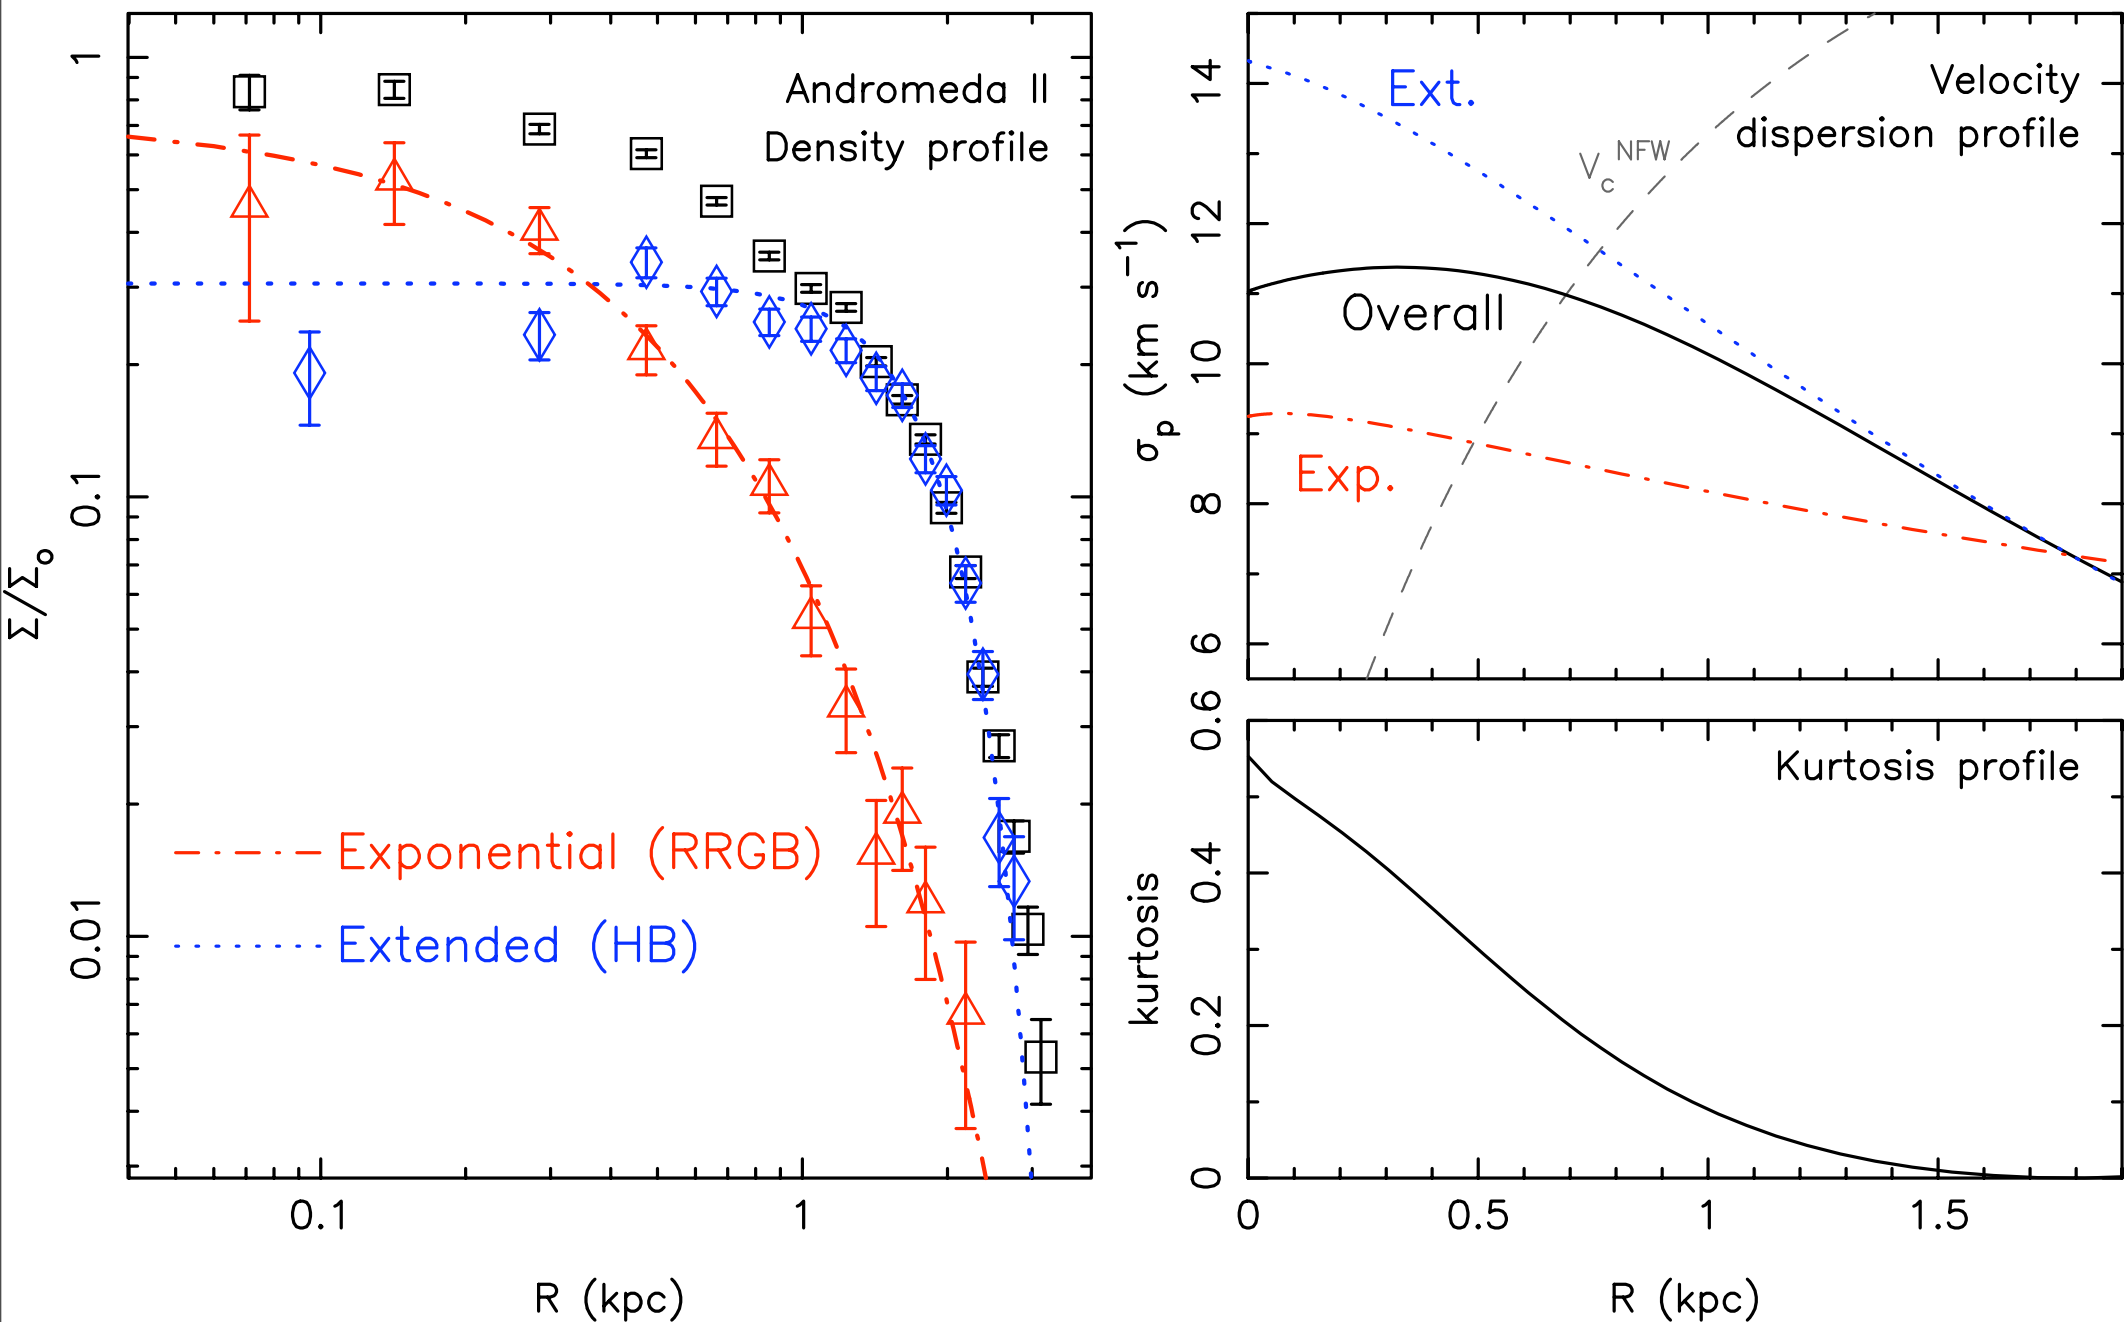 Andromeda II
Density profile
1
0.1
0.01
Σ/Σo
Exponential (RRGB)
Extended (HB)
0.1
1
R (kpc)
Velocity
dispersion profile
Ext.
Vc NFW
Overall
Exp.
14
12
10
8
6
σp (km s−1)
Kurtosis profile
0.6
0.4
0.2
0
kurtosis
0
0.5
1
1.5
R (kpc)